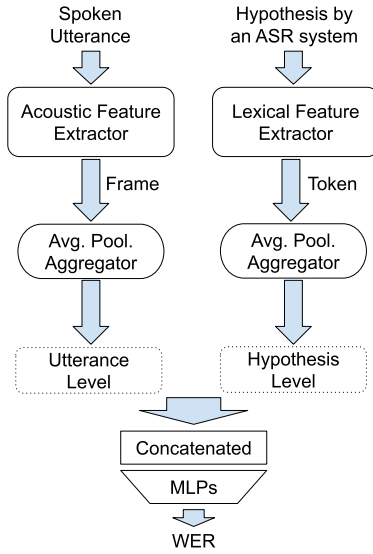 Spoken
Utterance
Hypothesis by
an ASR system
Acoustic Feature
Extractor
Lexical Feature
Extractor
Frame
Token
Avg. Pool.
Aggregator
Avg. Pool.
Aggregator
Utterance
Level
Hypothesis
Level
Concatenated
MLPs
WER